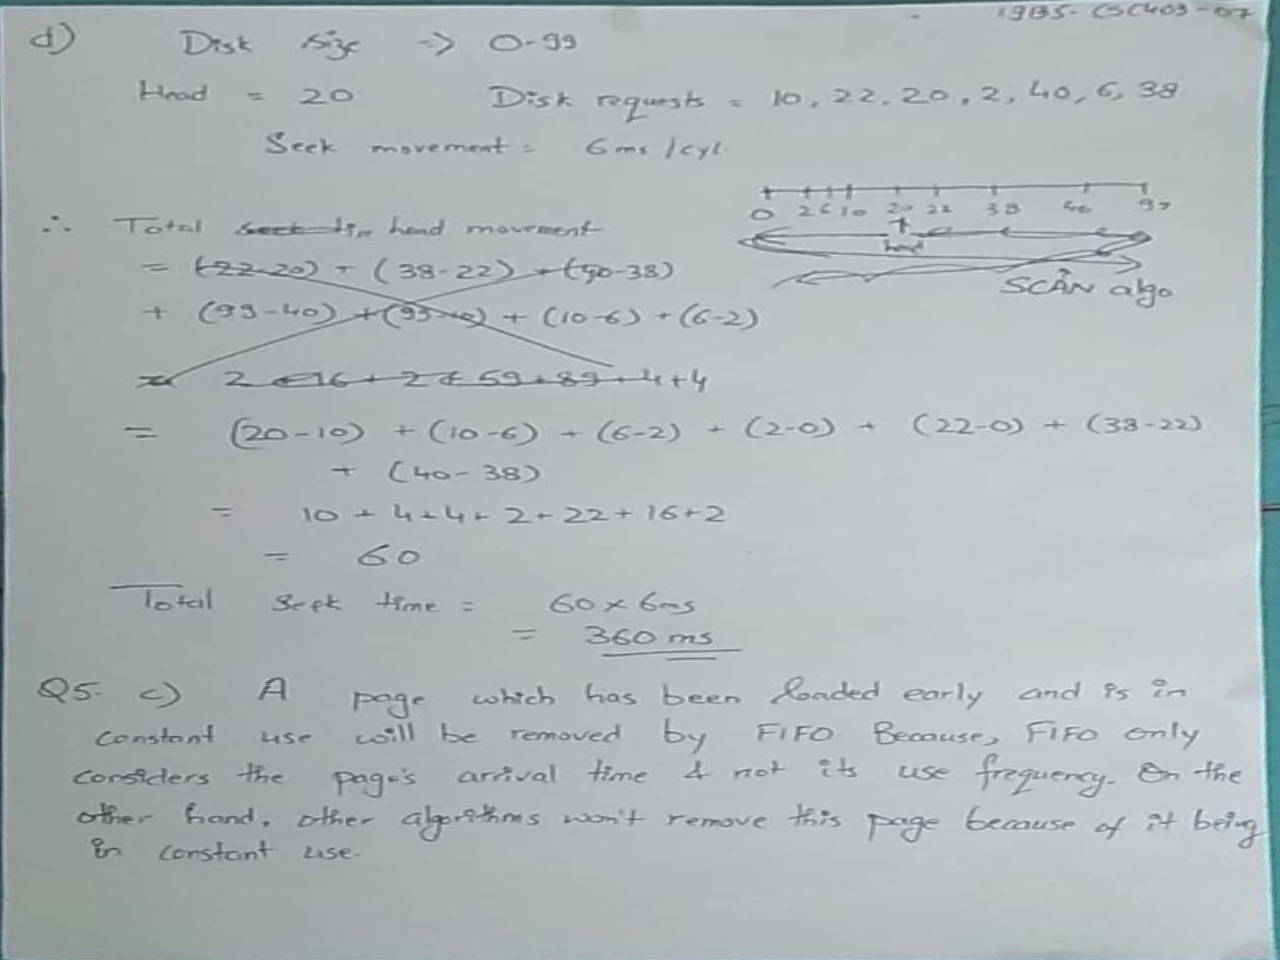 19BS-CSC403-07
d) Disk size => 0-99
Head = 20 Disk requests = 10, 22, 20, 2, 40, 6, 38
Seek movement = 6ms/cyl.
0 2 6 10 20 22 38 40 99
head
SCAN algo
∴ Total head movement
= (22-20) + (38-22) + (40-38)
+ (99-40) + (99-10) + (10-6) + (6-2)
= 2 + 16 + 2 + 59 + 89 + 4 + 4
= (20-10) + (10-6) + (6-2) + (2-0) + (22-0) + (38-22)
+ (40-38)
= 10 + 4 + 4 + 2 + 22 + 16 + 2
= 60
Total Seek time = 60 x 6ms
= 360 ms
Q5. c) A page which has been loaded early and is in
constant use will be removed by FIFO Because, FIFO only
considers the page's arrival time & not its use frequency. On the
other hand, other algorithms won't remove this page because of it being
in constant use.